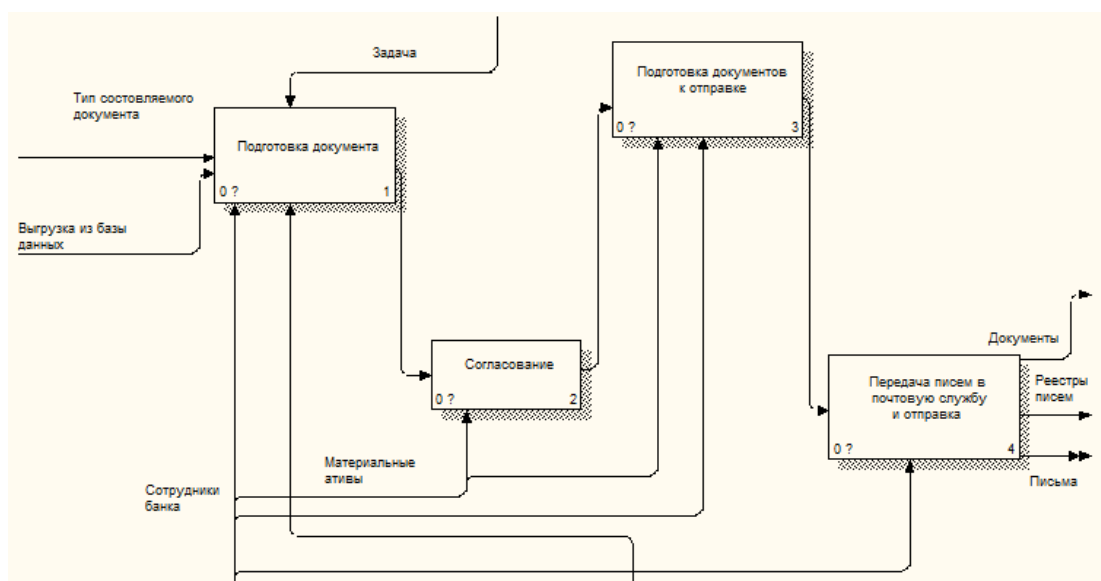 Задача
Подготовка документов
к отправке
0 ?
3
Тип состовляемого
документа
Подготовка документа
0 ?
1
Выгрузка из базы
данных
Согласование
0 ?
2
Документы
Передача писем в
почтовую службу
и отправка
0 ?
4
Реестры
писем
Письма
Материальные
ативы
Сотрудники
банка